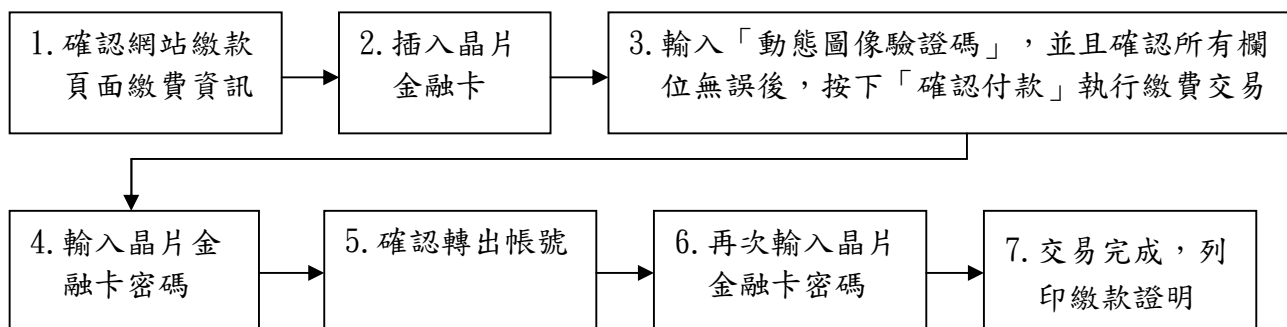 1.確認網站繳款
頁面繳費資訊
2.插入晶片
金融卡
3.輸入「動態圖像驗證碼」,並且確認所有欄
位無誤後,按下「確認付款」執行繳費交易
4.輸入晶片金
融卡密碼
5.確認轉出帳號
6.再次輸入晶片
金融卡密碼
7.交易完成,列
印繳款證明